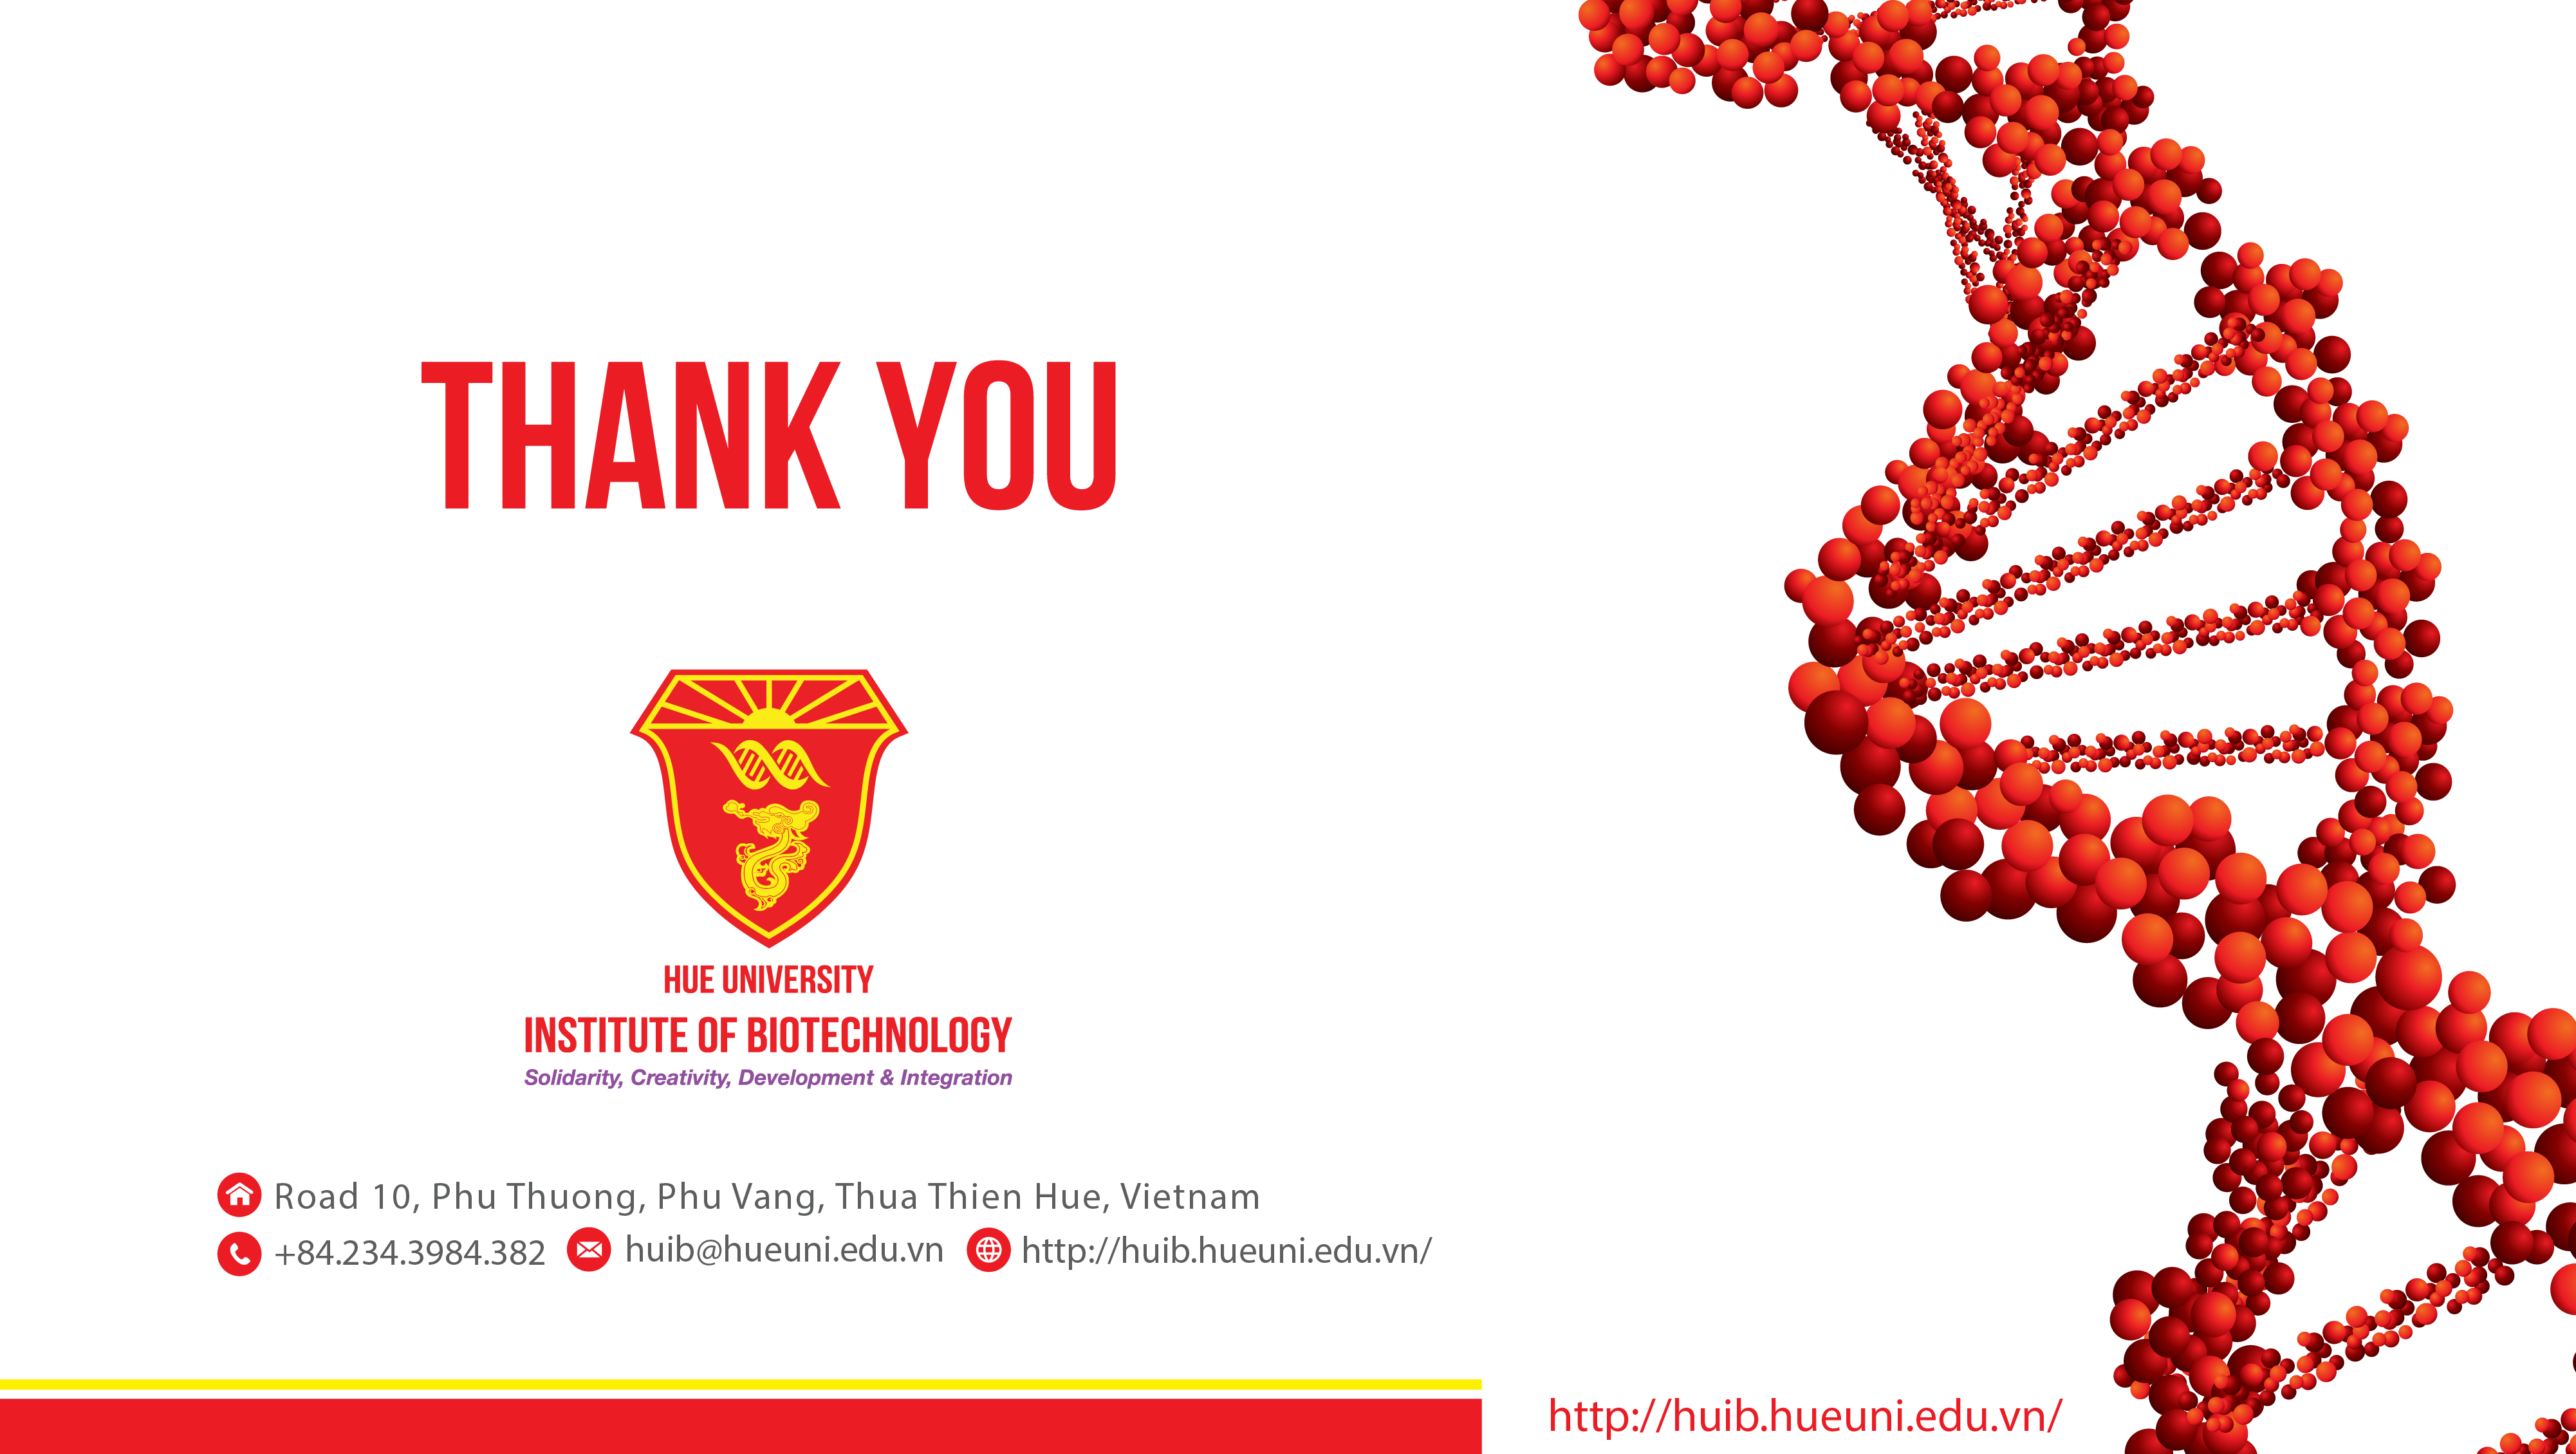 THANK YOU
HUE UNIVERSITY
INSTITUTE OF BIOTECHNOLOGY
Solidarity, Creativity, Development & Integration
Road 10, Phu Thuong, Phu Vang, Thua Thien Hue, Vietnam
+84.234.3984.382 huib@hueuni.edu.vn http://huib.hueuni.edu.vn/
http://huib.hueuni.edu.vn/